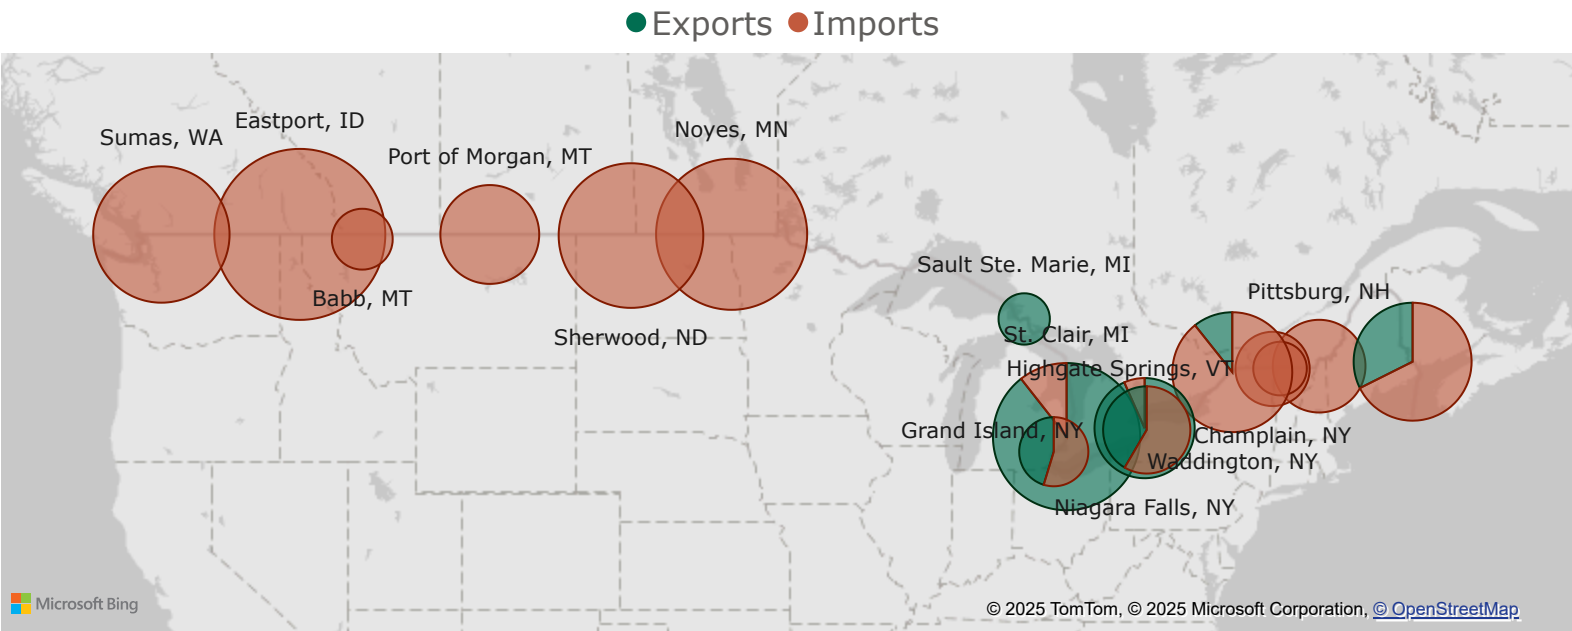 Exports Imports
Noyes, MN
Eastport, ID
Sumas, WA
Port of Morgan, MT
Sault Ste. Marie, MI
Pittsburg, NH
Babb, MT
St. Clair, MI
Sherwood, ND
Highgate Springs, VT
Grand Island, NY
Champlain, NY
Waddington, NY
Niagara Falls, NY
Microsoft Bing
© 2025 TomTom, © 2025 Microsoft Corporation, © OpenStreetMap